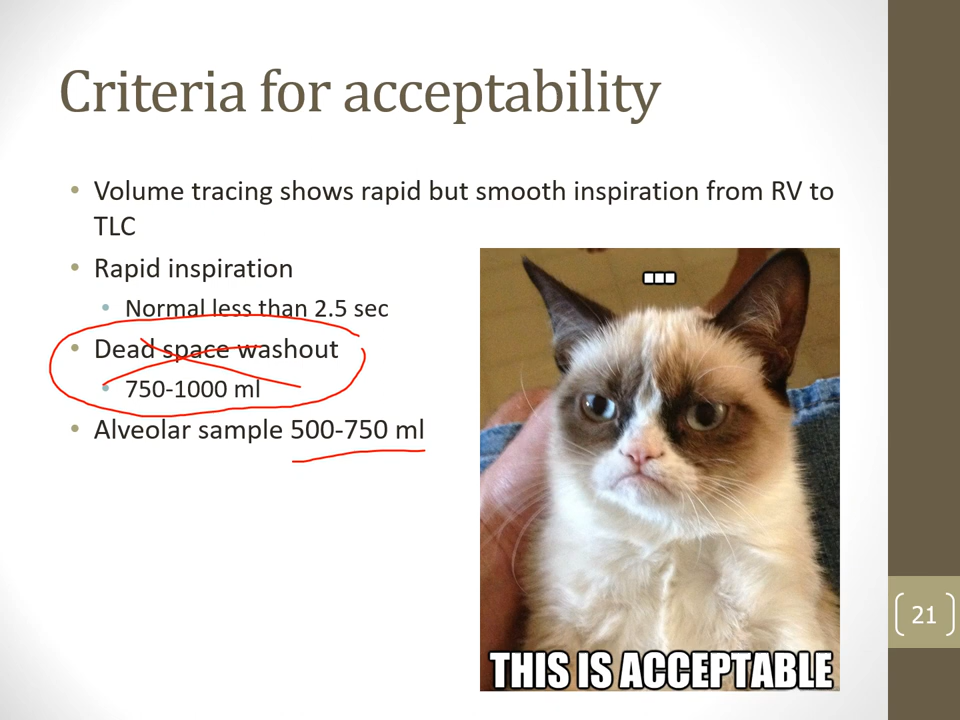 Criteria for acceptability
• Volume tracing shows rapid but smooth inspiration from RV to
TLC
• Rapid inspiration
• Normal less than 2.5 sec
• Dead space washout
• 750-1000 ml
• Alveolar sample 500-750 ml
...
THIS IS ACCEPTABLE
21